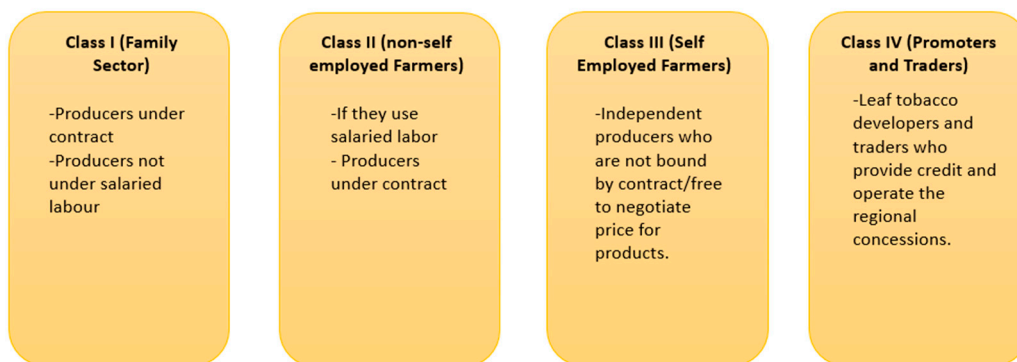 Class I (Family
Sector)
-Producers under
contract
-Producers not
under salaried
labour
Class II (non-self
employed Farmers)
-If they use
salaried labor
- Producers
under contract
Class III (Self
Employed Farmers)
-Independent
producers who
are not bound
by contract/free
to negotiate
price for
products.
Class IV (Promoters
and Traders)
-Leaf tobacco
developers and
traders who
provide credit and
operate the
regional
concessions.